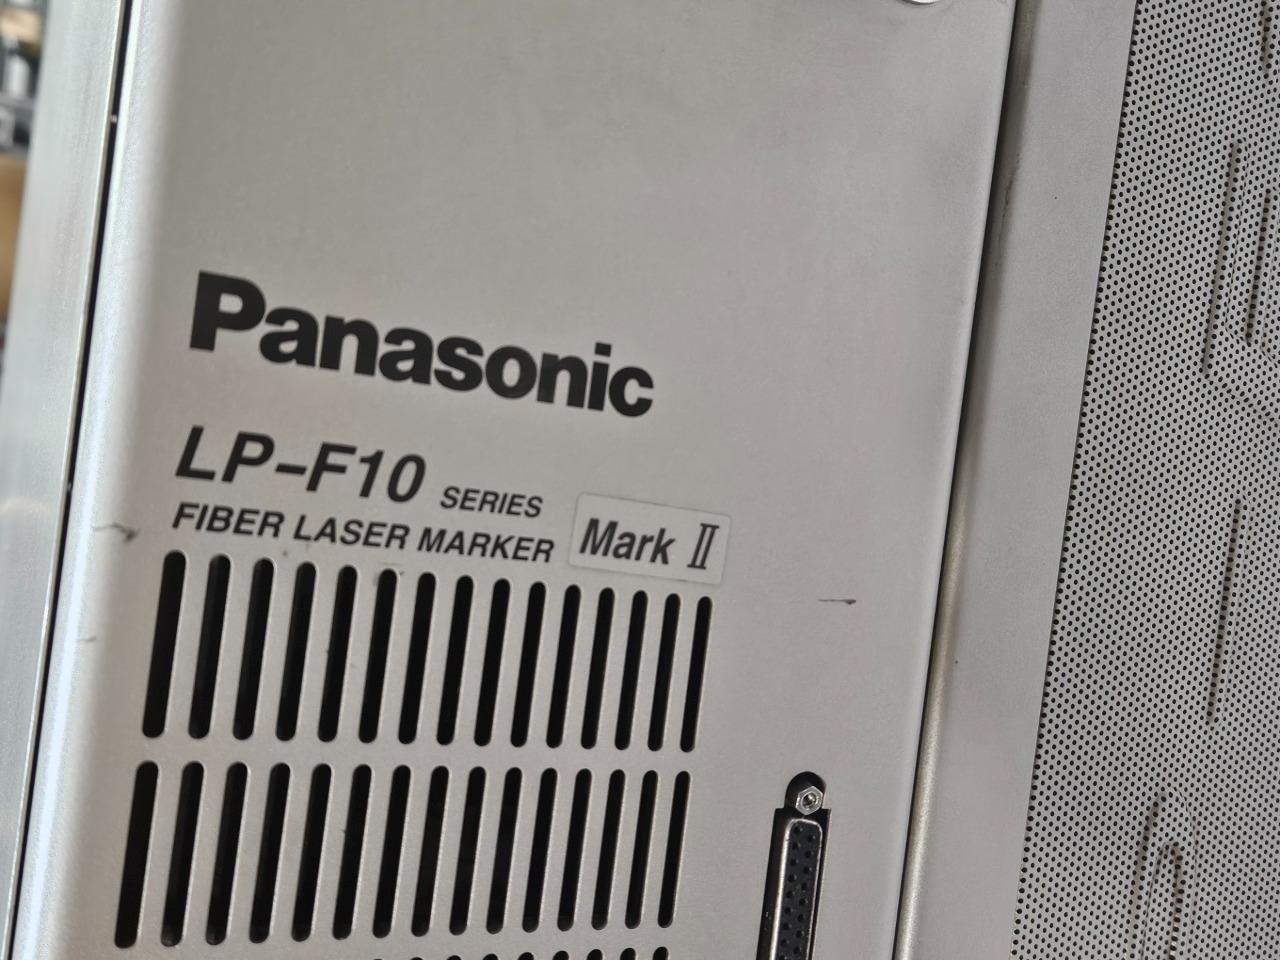 Panasonic
LP-F10 SERIES
FIBER LASER MARKER
Mark II